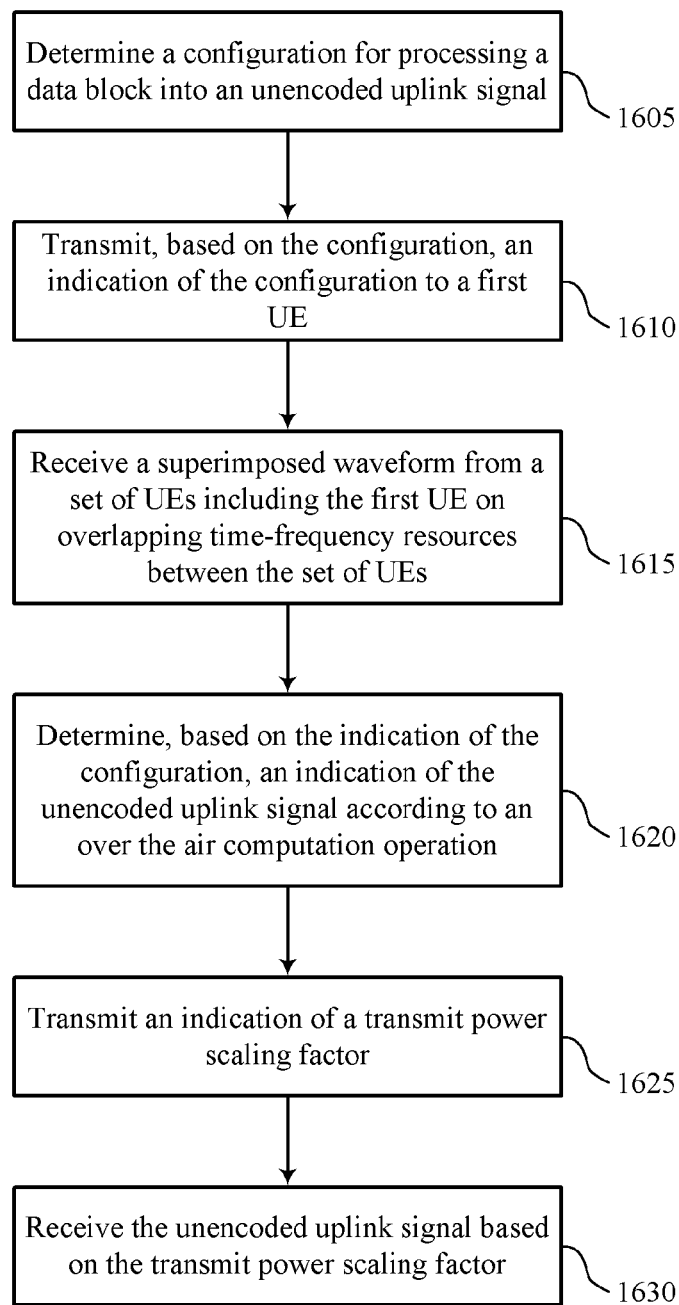 Determine a configuration for processing a
data block into an unencoded uplink signal
1605
Transmit, based on the configuration, an
indication of the configuration to a first
UE
1610
Receive a superimposed waveform from a
set of UEs including the first UE on
overlapping time-frequency resources
between the set of UEs
1615
Determine, based on the indication of the
configuration, an indication of the
unencoded uplink signal according to an
over the air computation operation
1620
Transmit an indication of a transmit power
scaling factor
1625
Receive the unencoded uplink signal based
on the transmit power scaling factor
1630